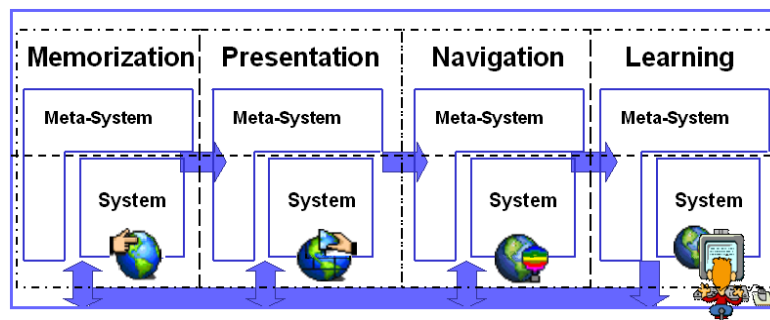 Memorization Presentation Navigation Learning
Meta-System Meta-System Meta-System Meta-System
System System System System